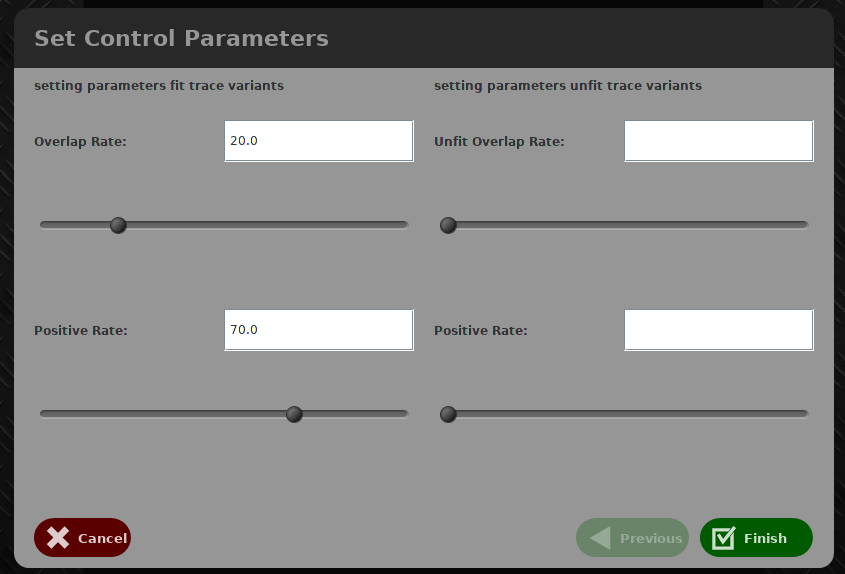 Set Control Parameters
setting parameters fit trace variants
setting parameters unfit trace variants
Overlap Rate:
20.0
Unfit Overlap Rate:
Positive Rate:
70.0
Positive Rate:
Cancel
Previous
Finish